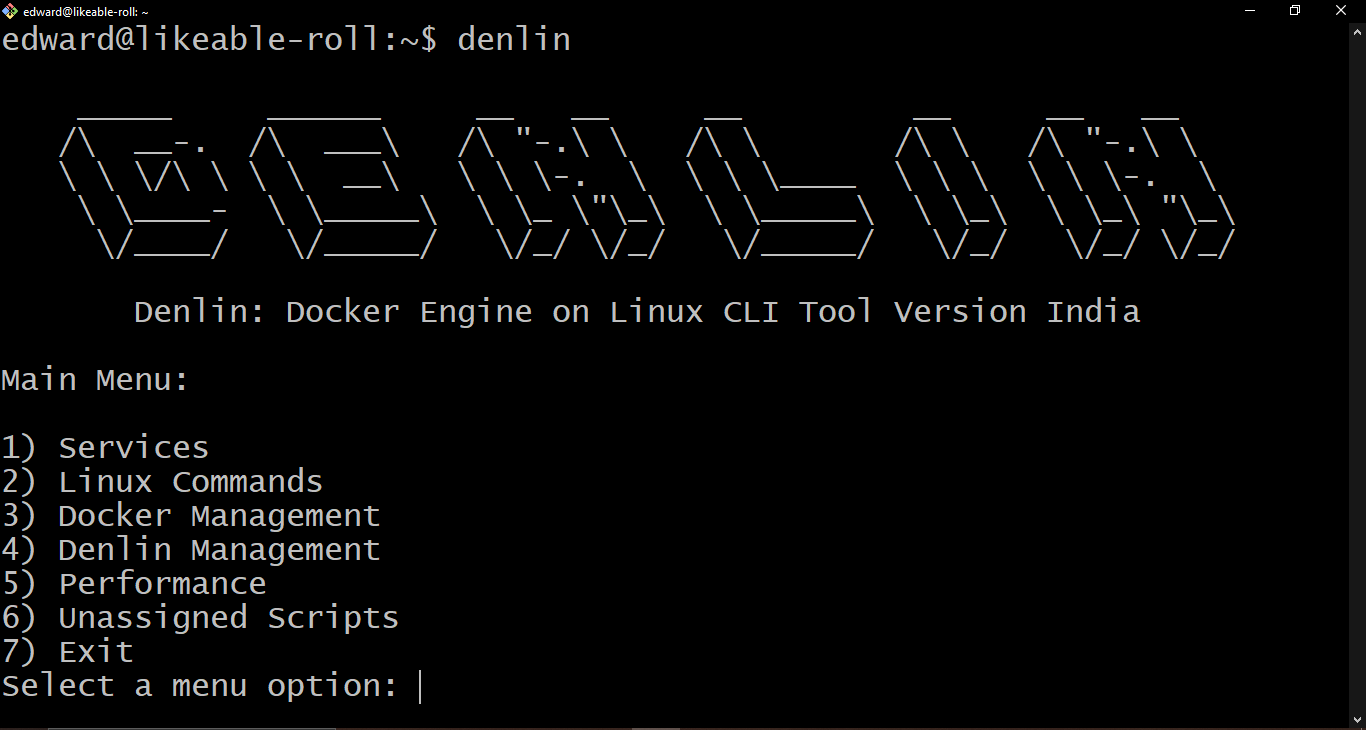 edward@likeable-roll: ~
edward@likeable-roll:~$ denlin
DENLIN
Denlin: Docker Engine on Linux CLI Tool Version India
Main Menu:
1) Services
2) Linux Commands
3) Docker Management
4) Denlin Management
5) Performance
6) Unassigned Scripts
7) Exit
Select a menu option: